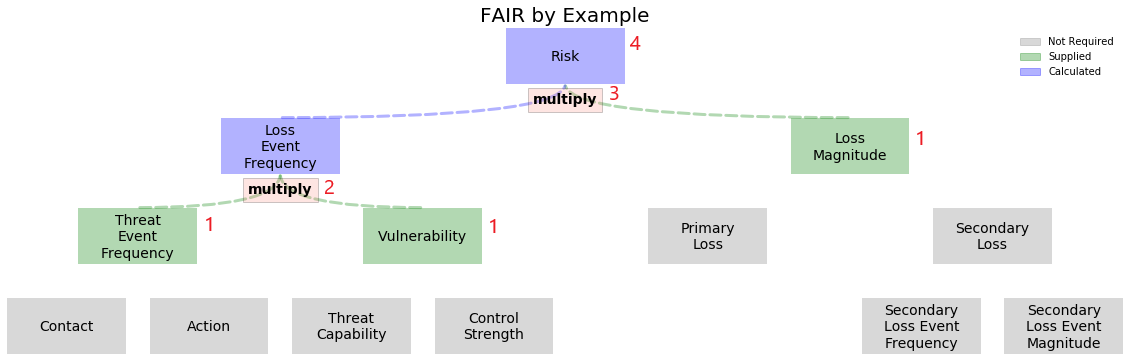 FAIR by Example
Risk
4
Not Required
Supplied
Calculated
multiply
3
Loss
Event
Frequency
Loss
Magnitude
1
multiply
2
Threat
Event
Frequency
1
Vulnerability
1
Primary
Loss
Secondary
Loss
Contact
Action
Threat
Capability
Control
Strength
Secondary
Loss Event
Frequency
Secondary
Loss Event
Magnitude